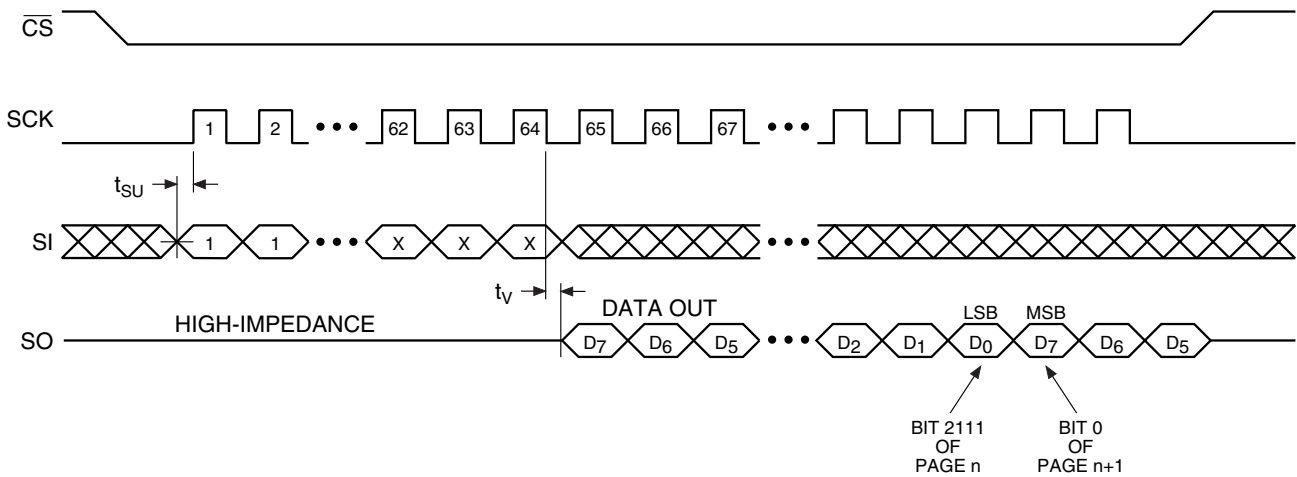 CS
SCK
1 2 ••• 62 63 64 65 66 67 •••
tSU
SI
1 1 ••• X X X •••
tV
HIGH-IMPEDANCE
DATA OUT
LSB MSB
SO
D7 D6 D5 ••• D2 D1 D0 D7 D6 D5
BIT 2111
OF
PAGE n
BIT 0
OF
PAGE n+1